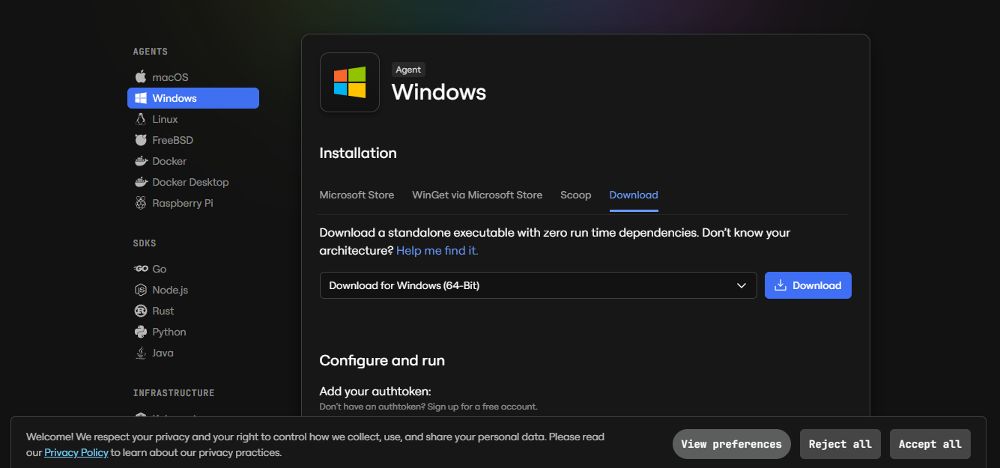 AGENTS
macOS
Windows
Linux
FreeBSD
Docker
Docker Desktop
Raspberry Pi
SDKS
Go
Node.js
Rust
Python
Java
INFRASTRUCTURE
Agent
Windows
Installation
Microsoft Store WinGet via Microsoft Store Scoop Download
Download a standalone executable with zero run time dependencies. Don’t know your
architecture? Help me find it.
Download for Windows (64-Bit) Download
Configure and run
Add your authtoken:
Don’t have an authtoken? Sign up for a free account.
Welcome! We respect your privacy and your right to control how we collect, use, and share your personal data. Please read
our Privacy Policy to learn about our privacy practices.
View preferences Reject all Accept all